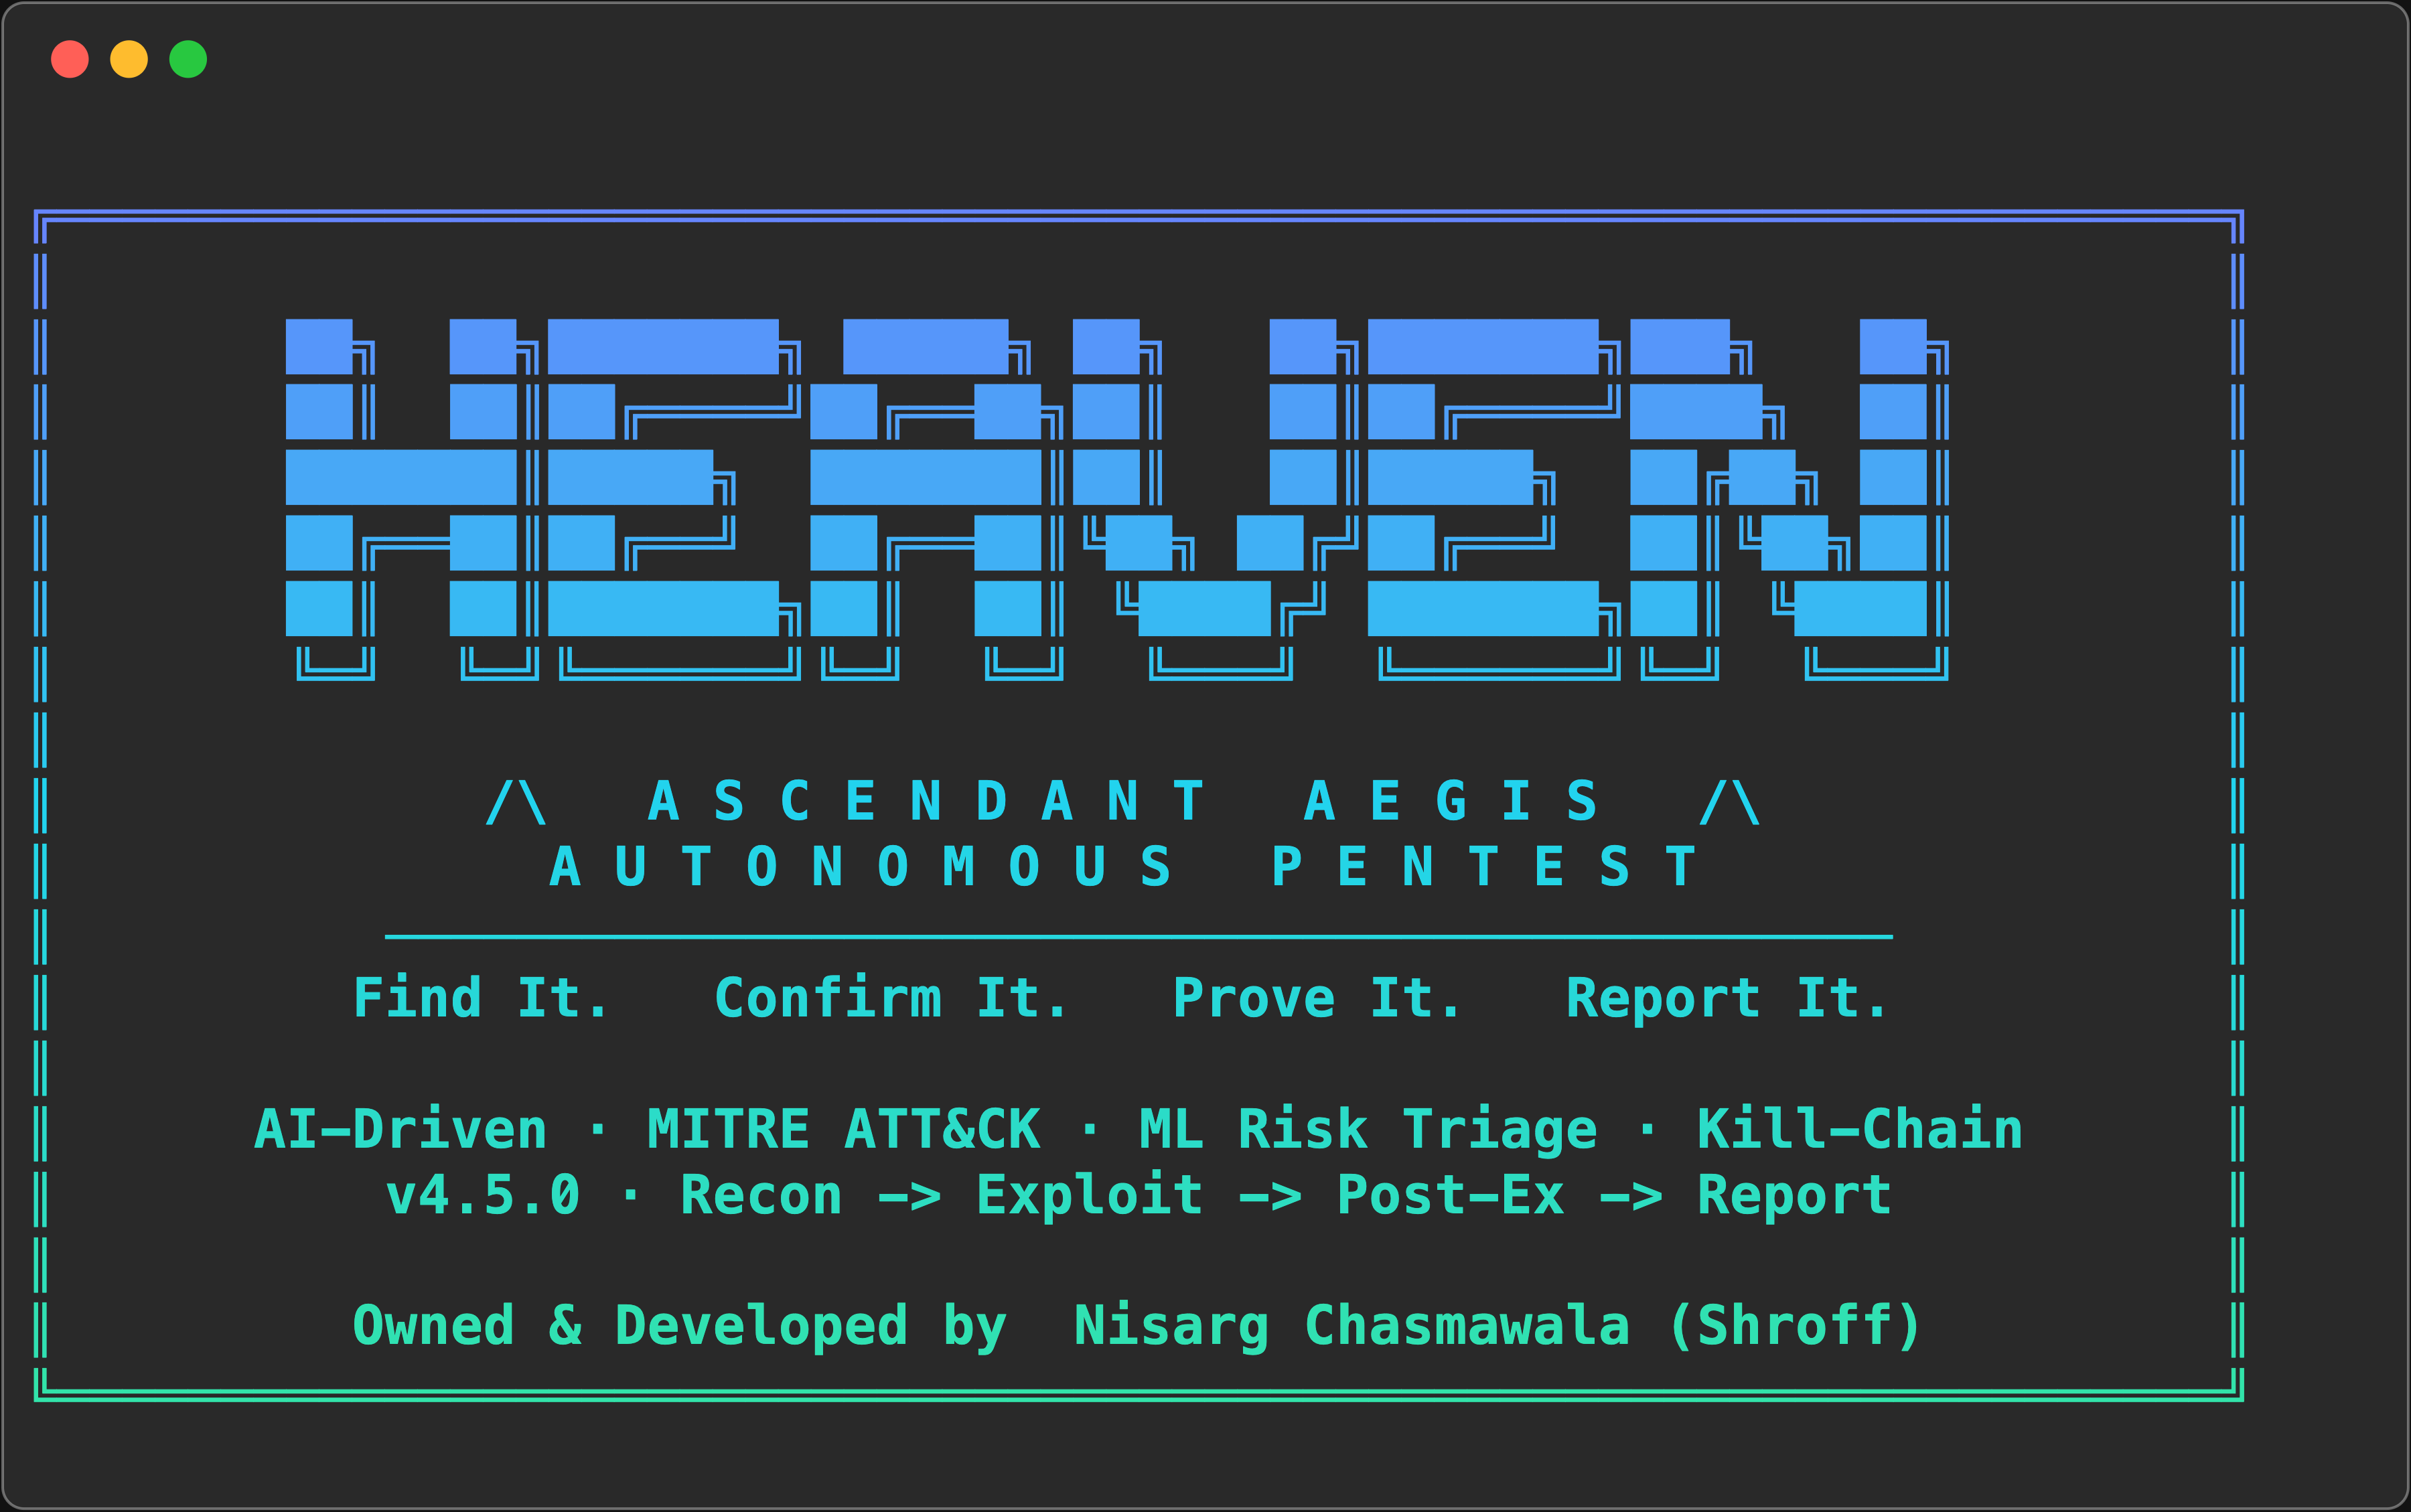 HEAVEN
/\ ASCENDANT AEGIS /\
AUTONOMOUS PENTEST
Find It. Confirm It. Prove It. Report It.
AI-Driven · MITRE ATT&CK · ML Risk Triage · Kill-Chain
v4.5.0 · Recon -> Exploit -> Post-Ex -> Report
Owned & Developed by Nisarg Chasmawala (Shroff)